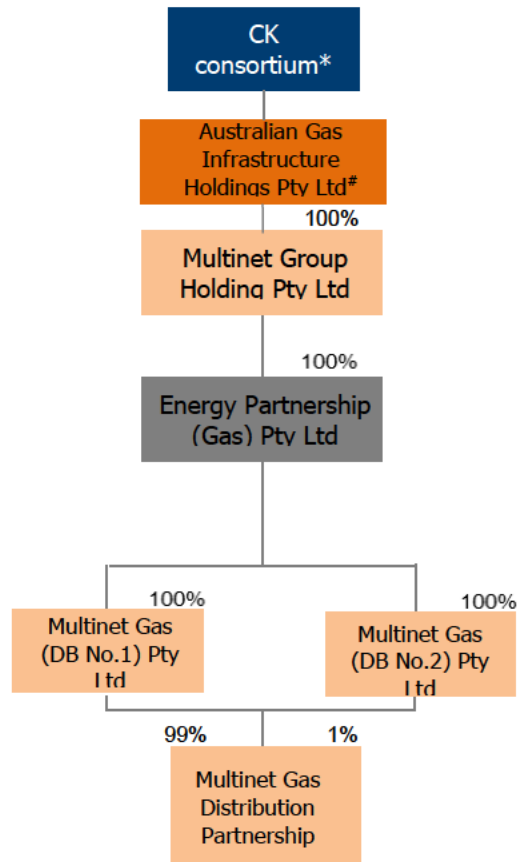 CK
consortium*
Australian Gas
Infrastructure
Holdings Pty Ltd#
100%
Multinet Group
Holding Pty Ltd
100%
Energy Partnership
(Gas) Pty Ltd
100%
100%
Multinet Gas
(DB No.1) Pty
Ltd
Multinet Gas
(DB No.2) Pty
Ltd
99%
1%
Multinet Gas
Distribution
Partnership